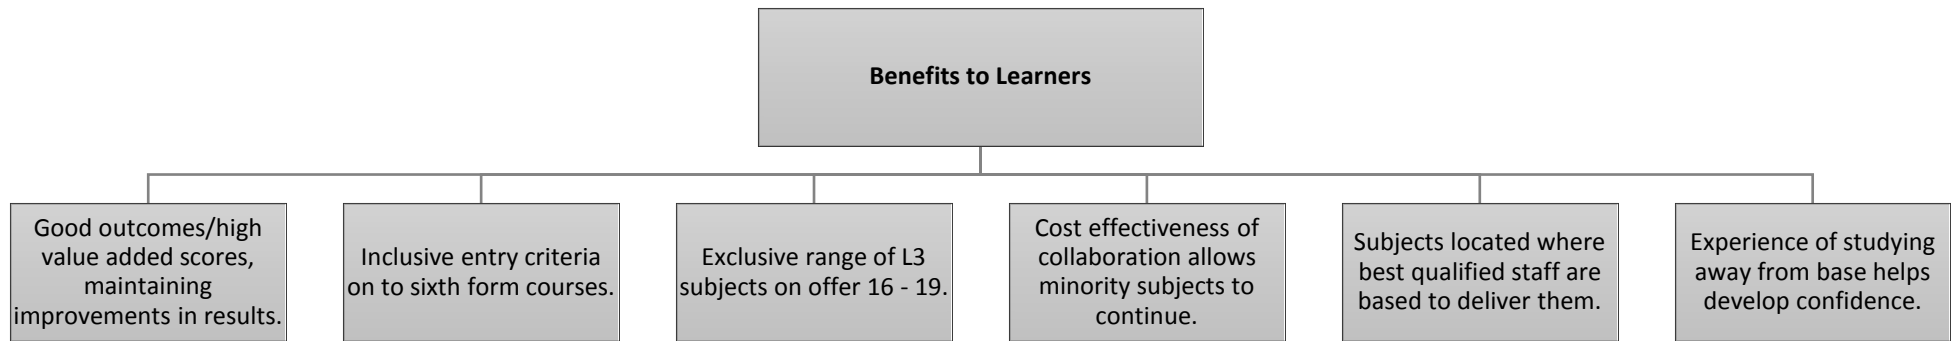 Benefits to Learners
Good outcomes/high
value added scores,
maintaining
improvements in results.
Inclusive entry criteria
on to sixth form courses.
Exclusive range of L3
subjects on offer 16 - 19.
Cost effectiveness of
collaboration allows
minority subjects to
continue.
Subjects located where
best qualified staff are
based to deliver them.
Experience of studying
away from base helps
develop confidence.